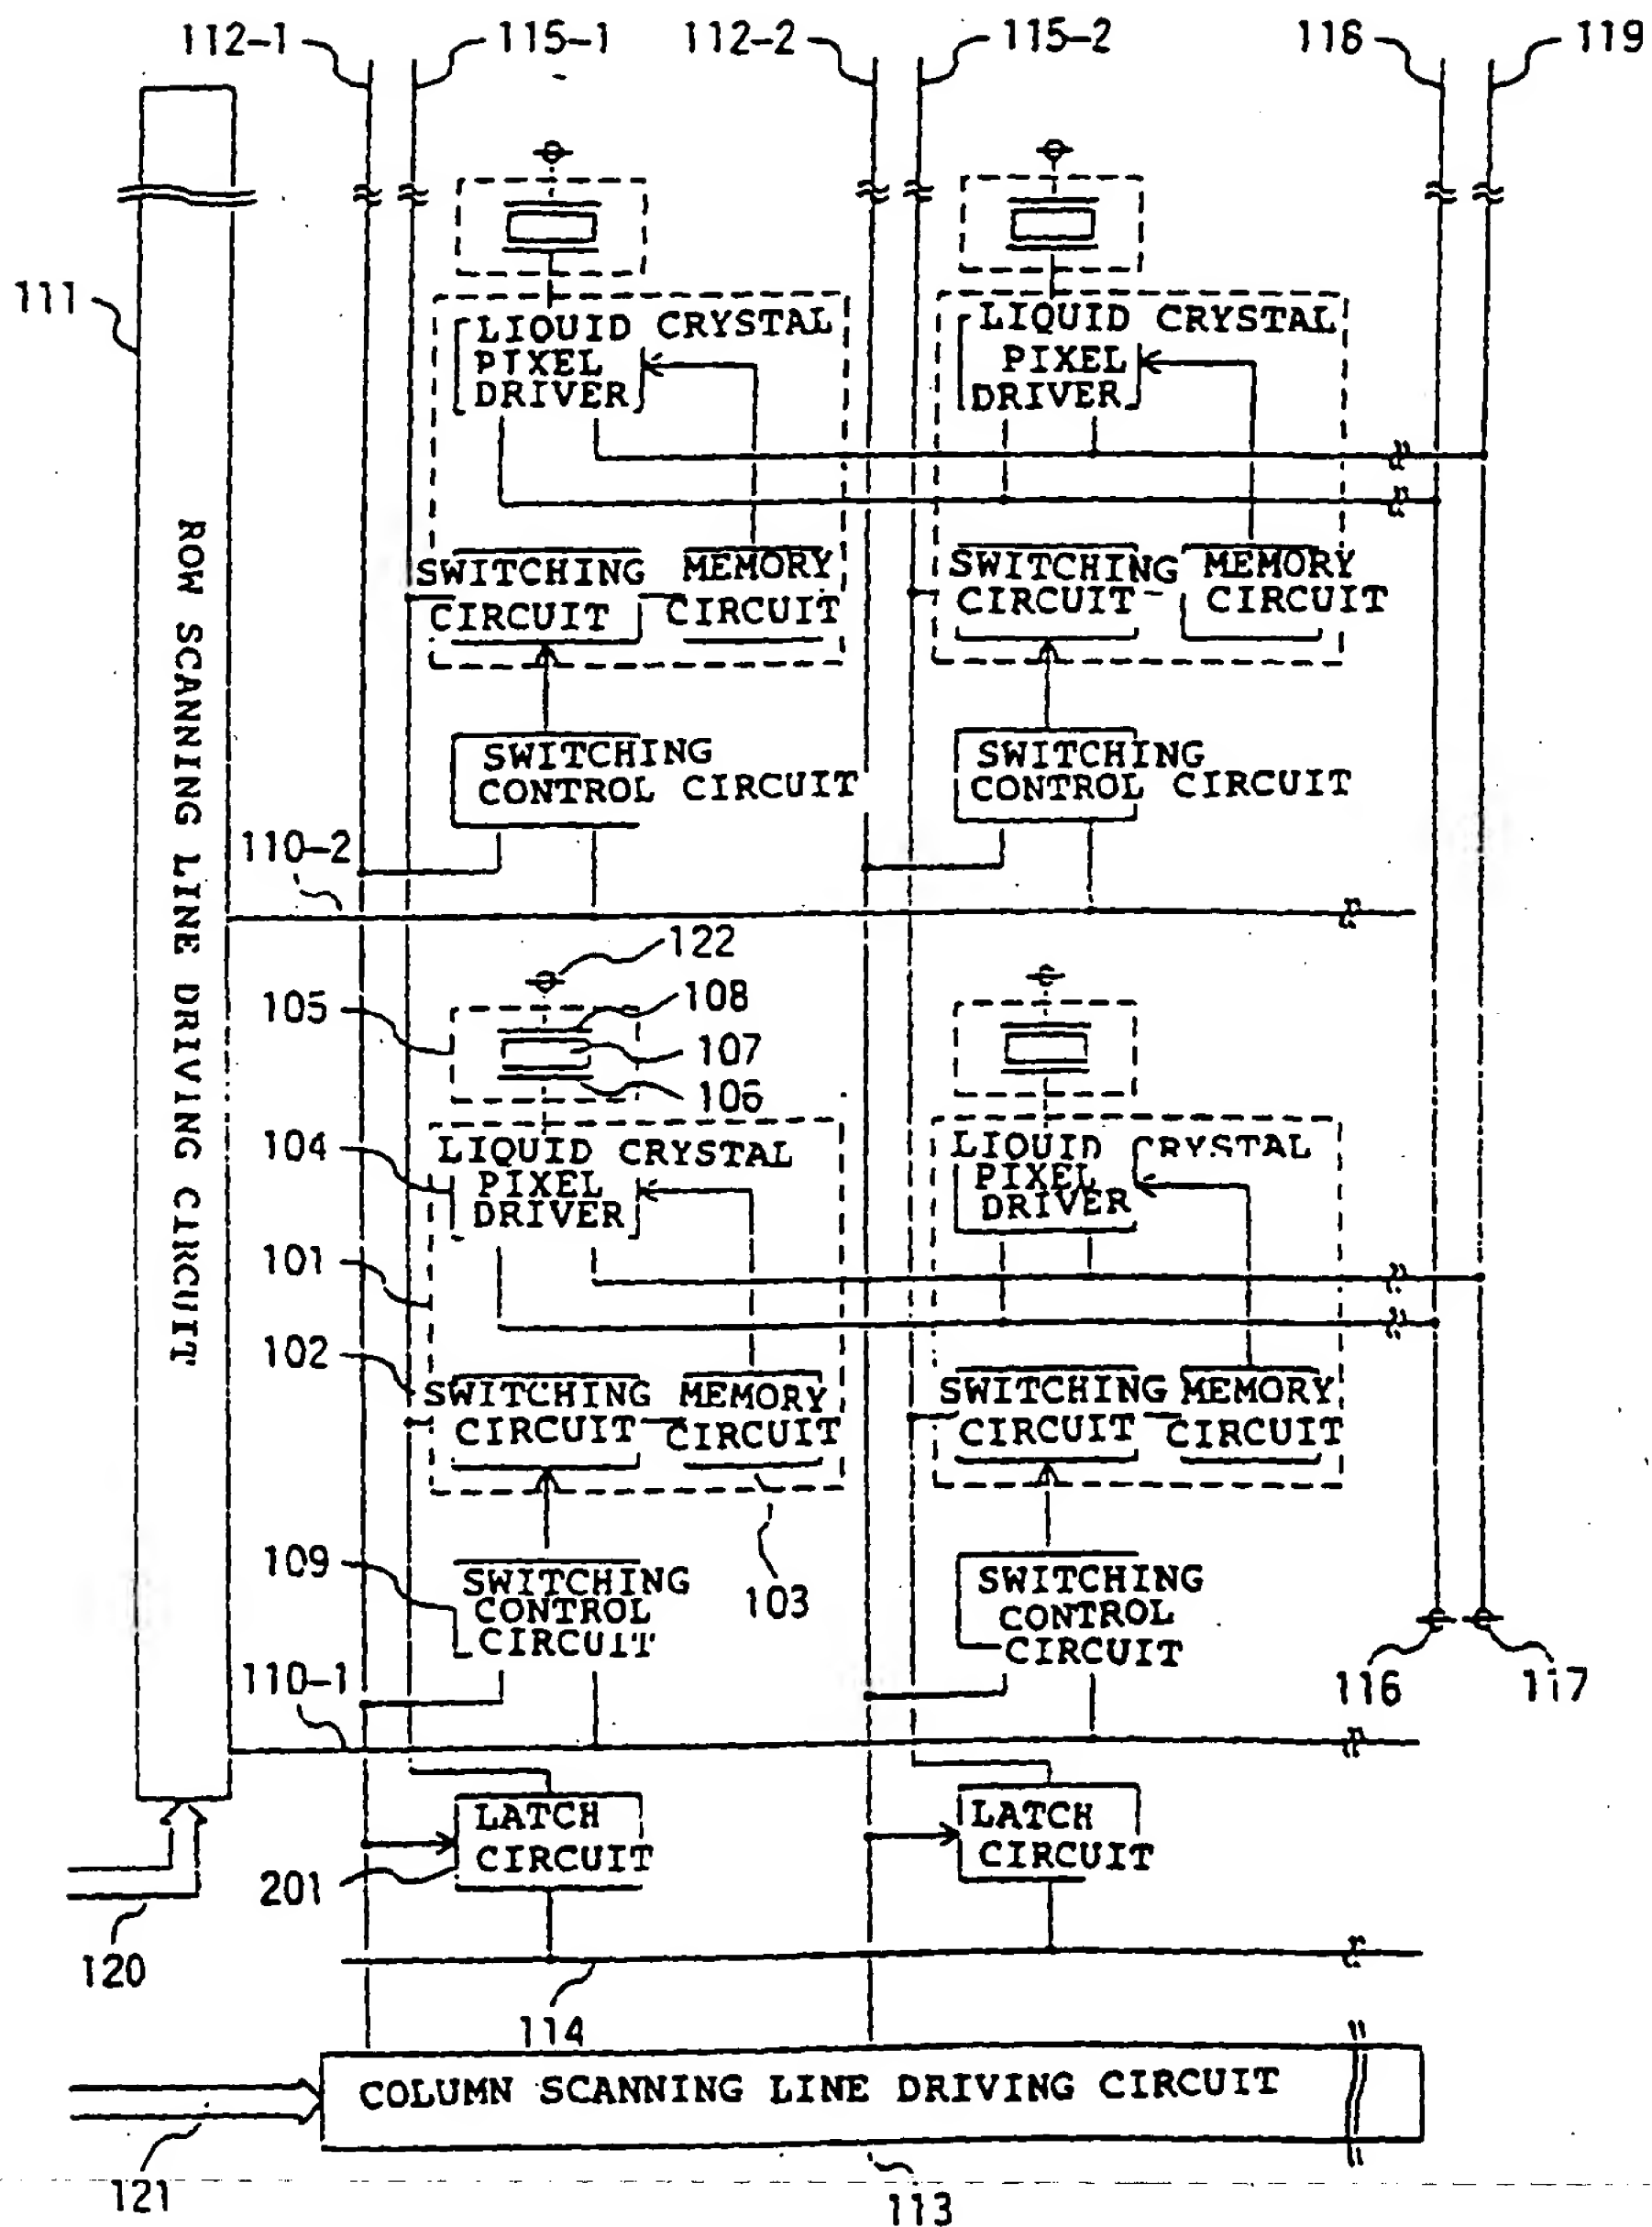 112-1 115-1 112-2 115-2 118 119
111
LIQUID CRYSTAL
PIXEL
DRIVER
LIQUID CRYSTAL
PIXEL
DRIVER
SWITCHING
CIRCUIT
MEMORY
CIRCUIT
SWITCHING
CIRCUIT
MEMORY
CIRCUIT
SWITCHING
CONTROL CIRCUIT
SWITCHING
CONTROL CIRCUIT
ROW SCANNING LINE DRIVING CIRCUIT
110-2
122
105
108
107
106
104
LIQUID CRYSTAL
PIXEL
DRIVER
LIQUID CRYSTAL
PIXEL
DRIVER
101
102
SWITCHING
CIRCUIT
MEMORY
CIRCUIT
SWITCHING
CIRCUIT
MEMORY
CIRCUIT
109
SWITCHING
CONTROL
CIRCUIT
103
SWITCHING
CONTROL
CIRCUIT
116
117
110-1
LATCH
CIRCUIT
LATCH
CIRCUIT
201
120
114
COLUMN SCANNING LINE DRIVING CIRCUIT
121
113